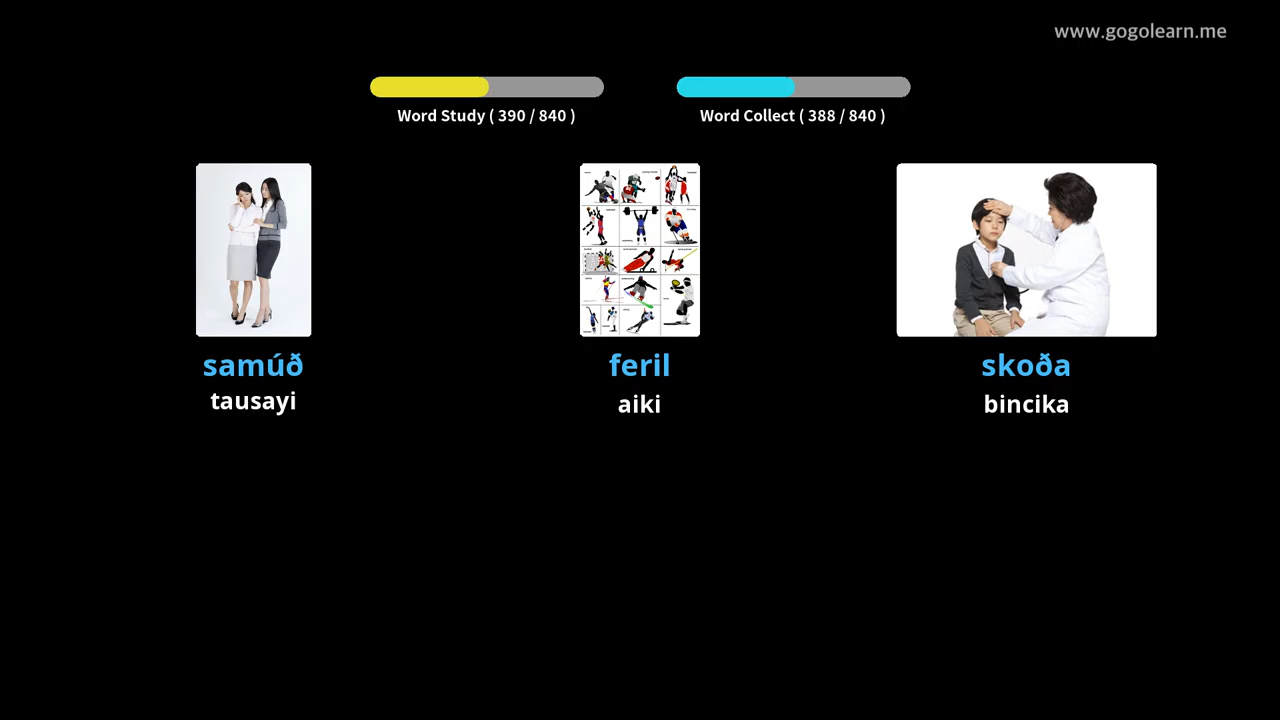 www.gogolearn.me
Word Study ( 390 / 840 )
Word Collect ( 388 / 840 )
samúð
feril
skoða
tausayi
aiki
bincika